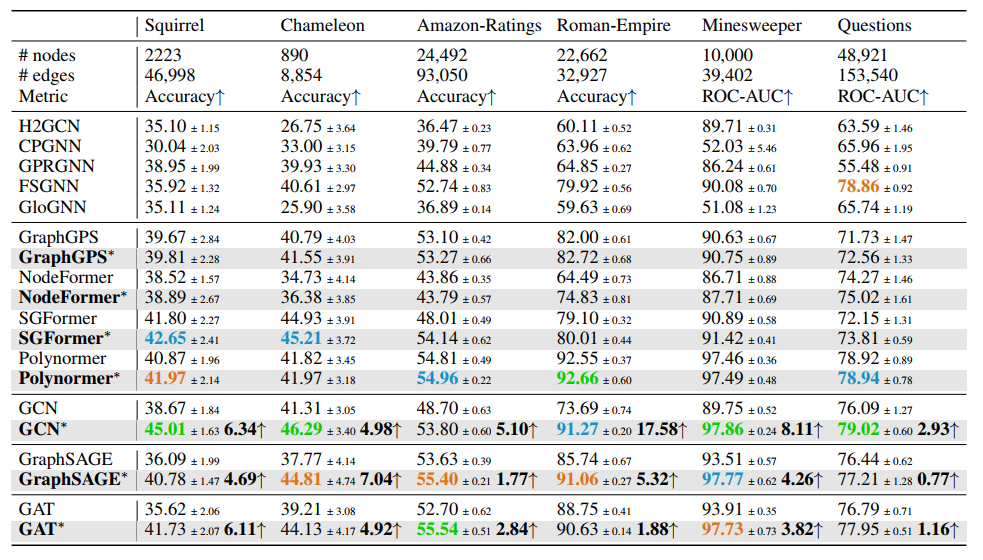 Squirrel Chameleon Amazon-Ratings Roman-Empire Minesweeper Questions
# nodes 2223 890 24,492 22,662 10,000 48,921
# edges 46,998 8,854 93,050 32,927 39,402 153,540
Metric Accuracy↑ Accuracy↑ Accuracy↑ Accuracy↑ ROC-AUC↑ ROC-AUC↑
H2GCN 35.10 ± 1.15 26.75 ± 3.64 36.47 ± 0.23 60.11 ± 0.52 89.71 ± 0.31 63.59 ± 1.46
CPGNN 30.04 ± 2.03 33.00 ± 3.15 39.79 ± 0.77 63.96 ± 0.62 52.03 ± 5.46 65.96 ± 1.95
GPRGNN 38.95 ± 1.99 39.93 ± 3.30 44.88 ± 0.34 64.85 ± 0.27 86.24 ± 0.61 55.48 ± 0.91
FSGNN 35.92 ± 1.32 40.61 ± 2.97 52.74 ± 0.83 79.92 ± 0.56 90.08 ± 0.70 78.86 ± 0.92
GloGNN 35.11 ± 1.24 25.90 ± 3.58 36.89 ± 0.14 59.63 ± 0.69 51.08 ± 1.23 65.74 ± 1.19
GraphGPS 39.67 ± 2.84 40.79 ± 4.03 53.10 ± 0.42 82.00 ± 0.61 90.63 ± 0.67 71.73 ± 1.47
GraphGPS* 39.81 ± 2.28 41.55 ± 3.91 53.27 ± 0.66 82.72 ± 0.68 90.75 ± 0.89 72.56 ± 1.33
NodeFormer 38.52 ± 1.57 34.73 ± 4.14 43.86 ± 0.35 64.49 ± 0.73 86.71 ± 0.88 74.27 ± 1.46
NodeFormer* 38.89 ± 2.67 36.38 ± 3.85 43.79 ± 0.57 74.83 ± 0.81 87.71 ± 0.69 75.02 ± 1.61
SGFormer 41.80 ± 2.27 44.93 ± 3.91 48.01 ± 0.49 79.10 ± 0.32 90.89 ± 0.58 72.15 ± 1.31
SGFormer* 42.65 ± 2.41 45.21 ± 3.72 54.14 ± 0.62 80.01 ± 0.44 91.42 ± 0.41 73.81 ± 0.59
Polynormer 40.87 ± 1.96 41.82 ± 3.45 54.81 ± 0.49 92.55 ± 0.37 97.46 ± 0.36 78.92 ± 0.89
Polynormer* 41.97 ± 2.14 41.97 ± 3.18 54.96 ± 0.22 92.66 ± 0.60 97.49 ± 0.48 78.94 ± 0.78
GCN 38.67 ± 1.84 41.31 ± 3.05 48.70 ± 0.63 73.69 ± 0.74 89.75 ± 0.52 76.09 ± 1.27
GCN* 45.01 ± 1.63 6.34↑ 46.29 ± 3.40 4.98↑ 53.80 ± 0.60 5.10↑ 91.27 ± 0.20 17.58↑ 97.86 ± 0.24 8.11↑ 79.02 ± 0.60 2.93↑
GraphSAGE 36.09 ± 1.99 37.77 ± 4.14 53.63 ± 0.39 85.74 ± 0.67 93.51 ± 0.57 76.44 ± 0.62
GraphSAGE* 40.78 ± 1.47 4.69↑ 44.81 ± 4.74 7.04↑ 55.40 ± 0.21 1.77↑ 91.06 ± 0.27 5.32↑ 97.77 ± 0.62 4.26↑ 77.21 ± 1.28 0.77↑
GAT 35.62 ± 2.06 39.21 ± 3.08 52.70 ± 0.62 88.75 ± 0.41 93.91 ± 0.35 76.79 ± 0.71
GAT* 41.73 ± 2.07 6.11↑ 44.13 ± 4.17 4.92↑ 55.54 ± 0.51 2.84↑ 90.63 ± 0.14 1.88↑ 97.73 ± 0.73 3.82↑ 77.95 ± 0.51 1.16↑